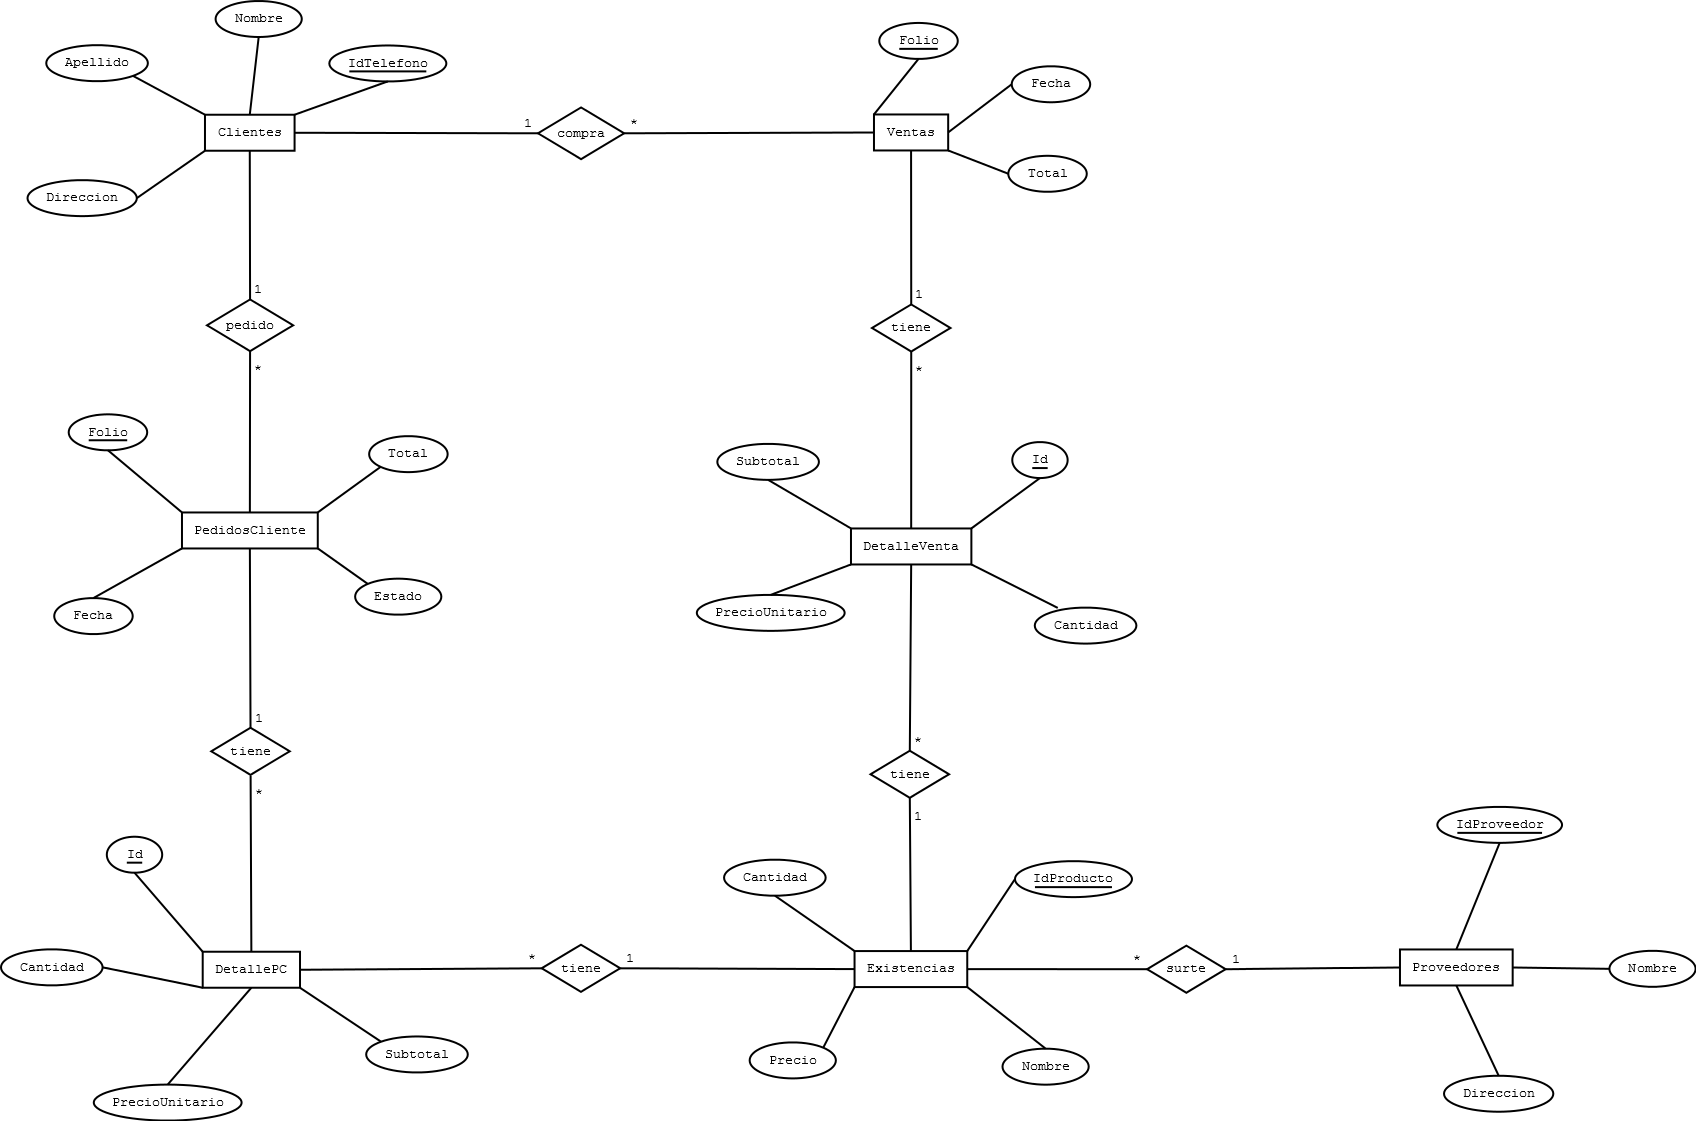 Nombre
Folio
Apellido
IdTelefono
Fecha
Clientes
1
compra
*
Ventas
Total
Direccion
1
pedido
*
1
tiene
*
Folio
Total
Subtotal
Id
PedidosCliente
DetalleVenta
Fecha
Estado
PrecioUnitario
Cantidad
1
tiene
*
*
tiene
1
IdProveedor
Id
Cantidad
IdProducto
Cantidad
DetallePC
*
tiene
1
Existencias
*
surte
1
Proveedores
Nombre
Subtotal
Precio
Nombre
PrecioUnitario
Direccion